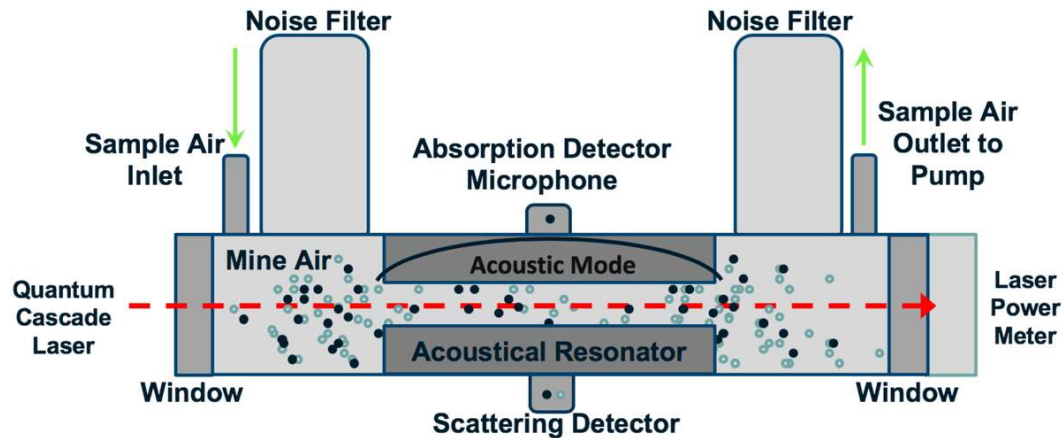 Noise Filter
Noise Filter
Sample Air
Inlet
Absorption Detector
Microphone
Sample Air
Outlet to
Pump
Mine Air
Acoustic Mode
Quantum
Cascade
Laser
Laser
Power
Meter
Acoustical Resonator
Window
Window
Scattering Detector